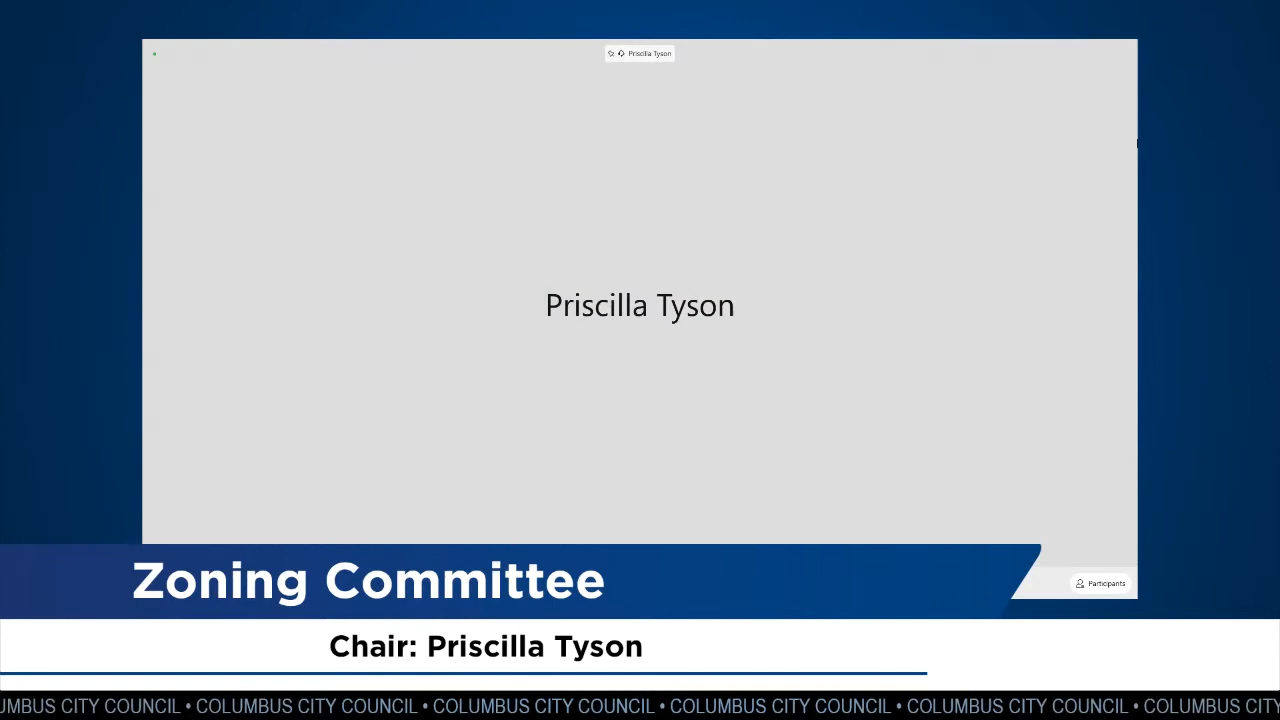 Priscilla Tyson
Priscilla Tyson
Zoning Committee
Participants
Chair: Priscilla Tyson
UMBUS CITY COUNCIL • COLUMBUS CITY COUNCIL • COLUMBUS CITY COUNCIL • COLUMBUS CITY COUNCIL • COLUMBUS CITY COUNCIL • COLUMBUS CITY